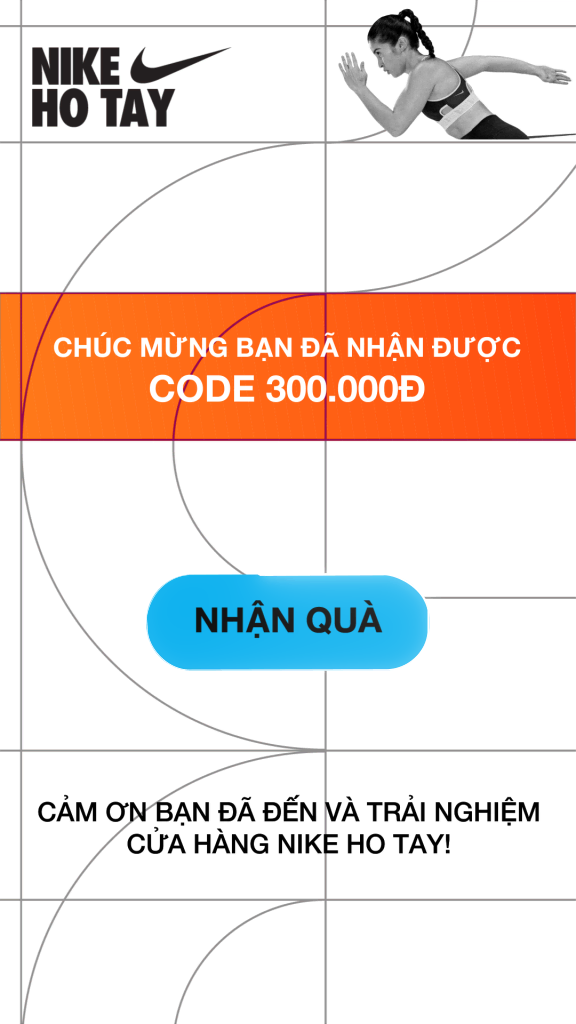 NIKE
HO TAY
CHÚC MỪNG BẠN ĐÃ NHẬN ĐƯỢC
CODE 300.000Đ
NHẬN QUÀ
CẢM ƠN BẠN ĐÃ ĐẾN VÀ TRẢI NGHIỆM
CỬA HÀNG NIKE HO TAY!